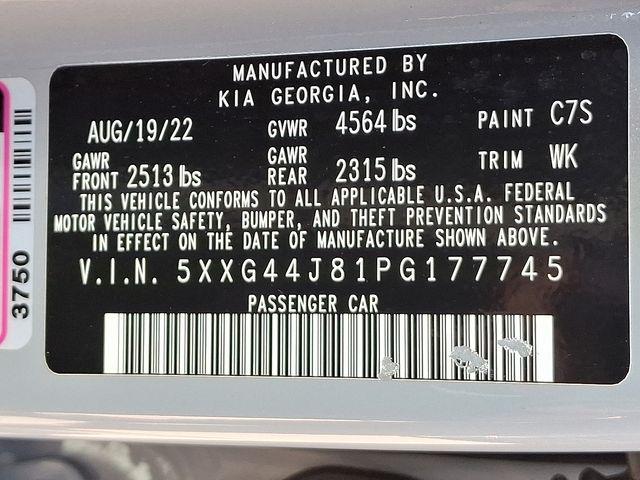 MANUFACTURED BY
KIA GEORGIA, INC.
AUG/19/22 GVWR 4564 lbs PAINT C7S
GAWR FRONT 2513 lbs GAWR REAR 2315 lbs TRIM WK
THIS VEHICLE CONFORMS TO ALL APPLICABLE U.S.A. FEDERAL
MOTOR VEHICLE SAFETY, BUMPER, AND THEFT PREVENTION STANDARDS
IN EFFECT ON THE DATE OF MANUFACTURE SHOWN ABOVE.
V.I.N. 5XXG44J81PG177745
PASSENGER CAR
3750